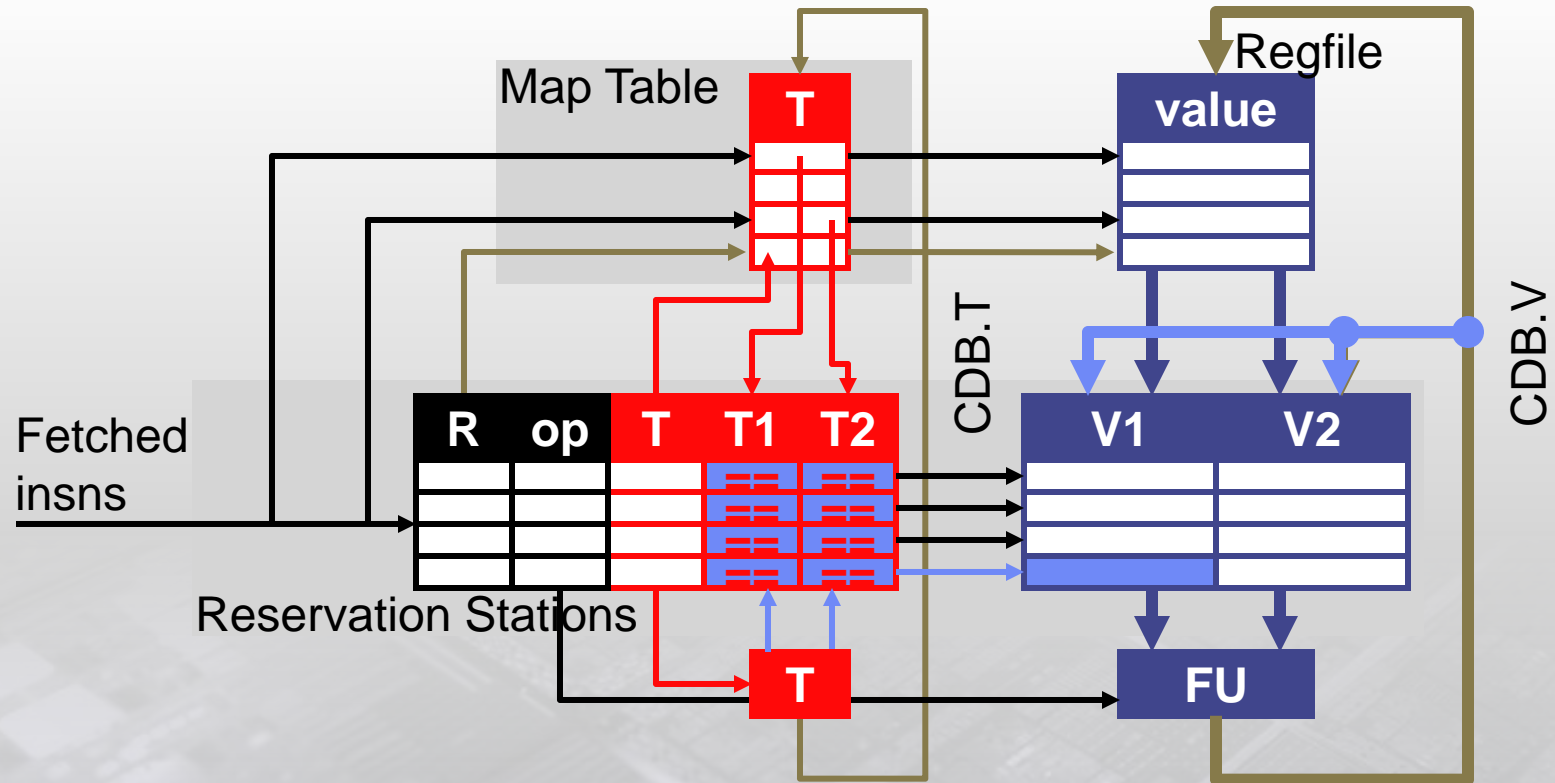 Regfile
Map Table
T
value
CDB.T
CDB.V
R op T T1 T2
V1 V2
Fetched
insns
== ==
== ==
== ==
== ==
Reservation Stations
T
FU